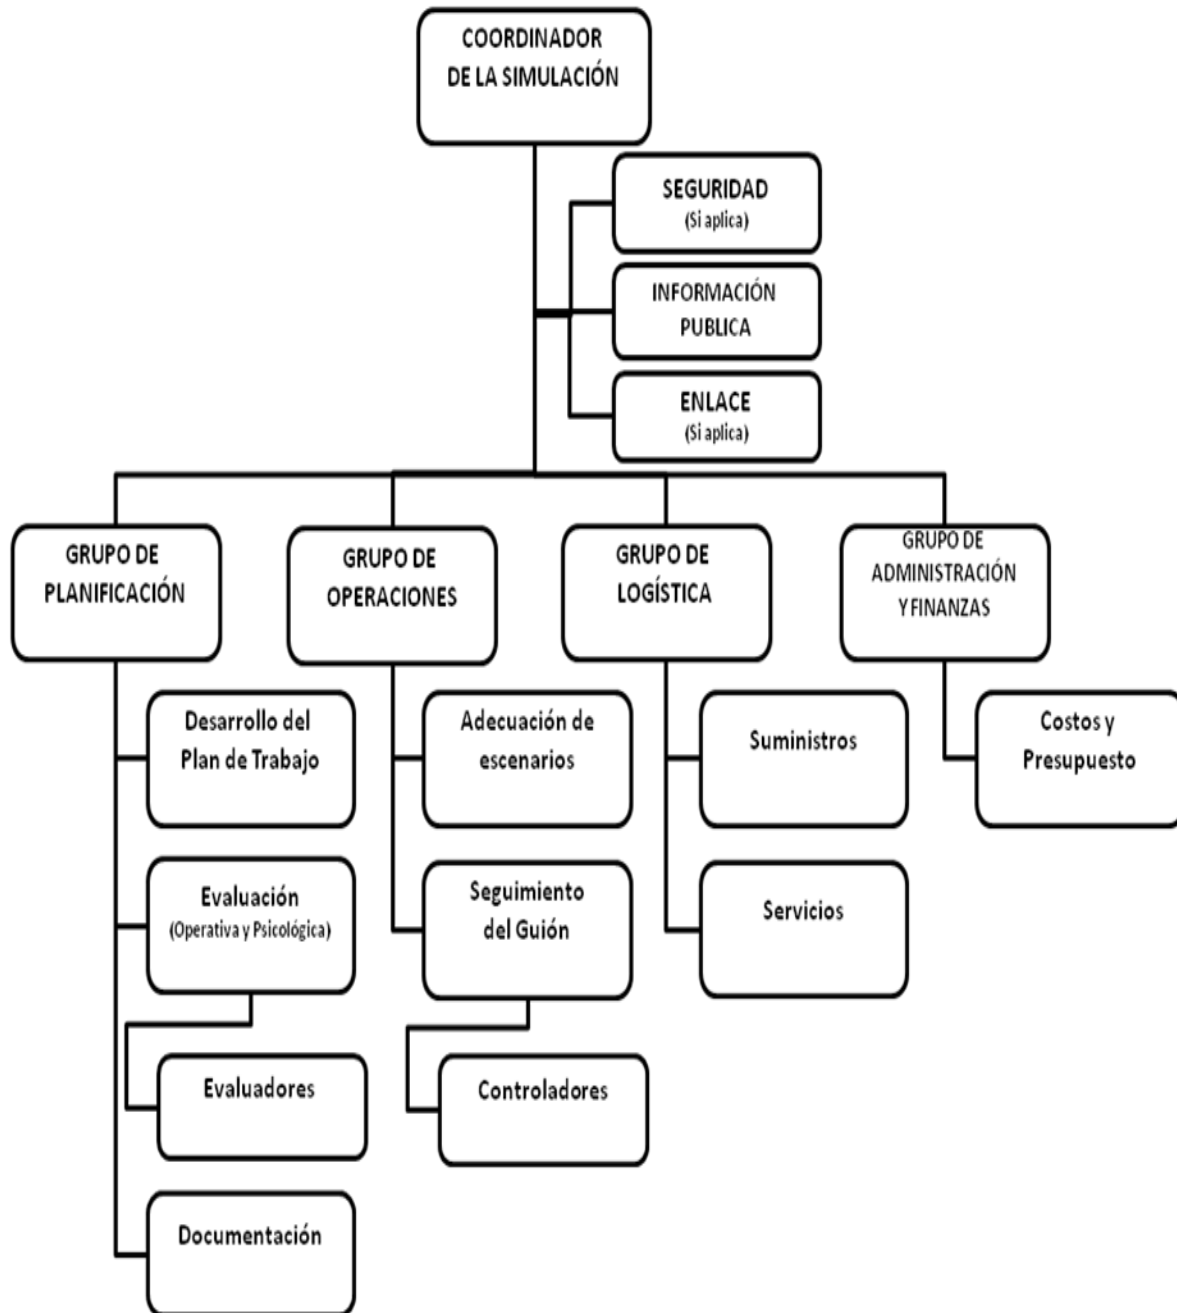 COORDINADOR
DE LA SIMULACIÓN
SEGURIDAD
(Si aplica)
INFORMACIÓN
PUBLICA
ENLACE
(Si aplica)
GRUPO DE
PLANIFICACIÓN
GRUPO DE
OPERACIONES
GRUPO DE
LOGÍSTICA
GRUPO DE
ADMINISTRACIÓN
Y FINANZAS
Desarrollo del
Plan de Trabajo
Adecuación de
escenarios
Suministros
Costos y
Presupuesto
Evaluación
(Operativa y Psicológica)
Seguimiento
del Guión
Servicios
Evaluadores
Controladores
Documentación